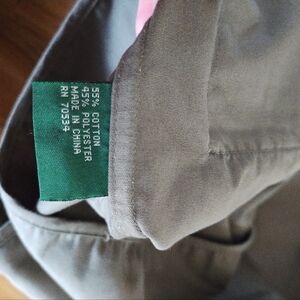 55% COTTON
45% POLYESTER
MADE IN CHINA
RN 70534